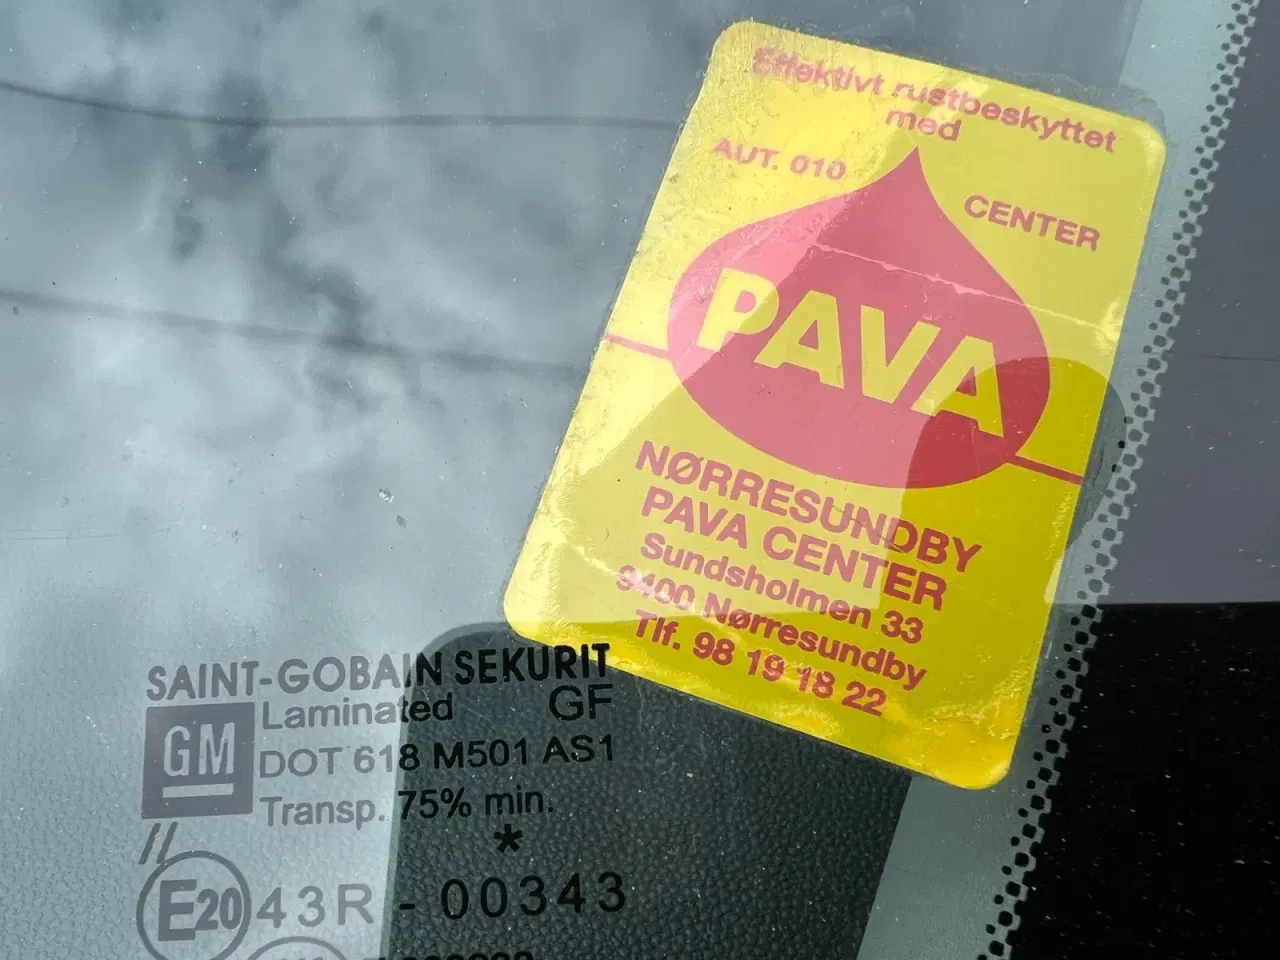 Effektivt rustbeskyttet
med
AUT. 010
CENTER
PAVA
NØRRESUNDBY
PAVA CENTER
Sundsholmen 33
9400 Nørresundby
Tlf. 98 19 18 22
SAINT-GOBAIN SEKURIT
GM
Laminated GF
DOT 618 M501 AS1
Transp. 75% min.
//
*
E20 43R - 00343